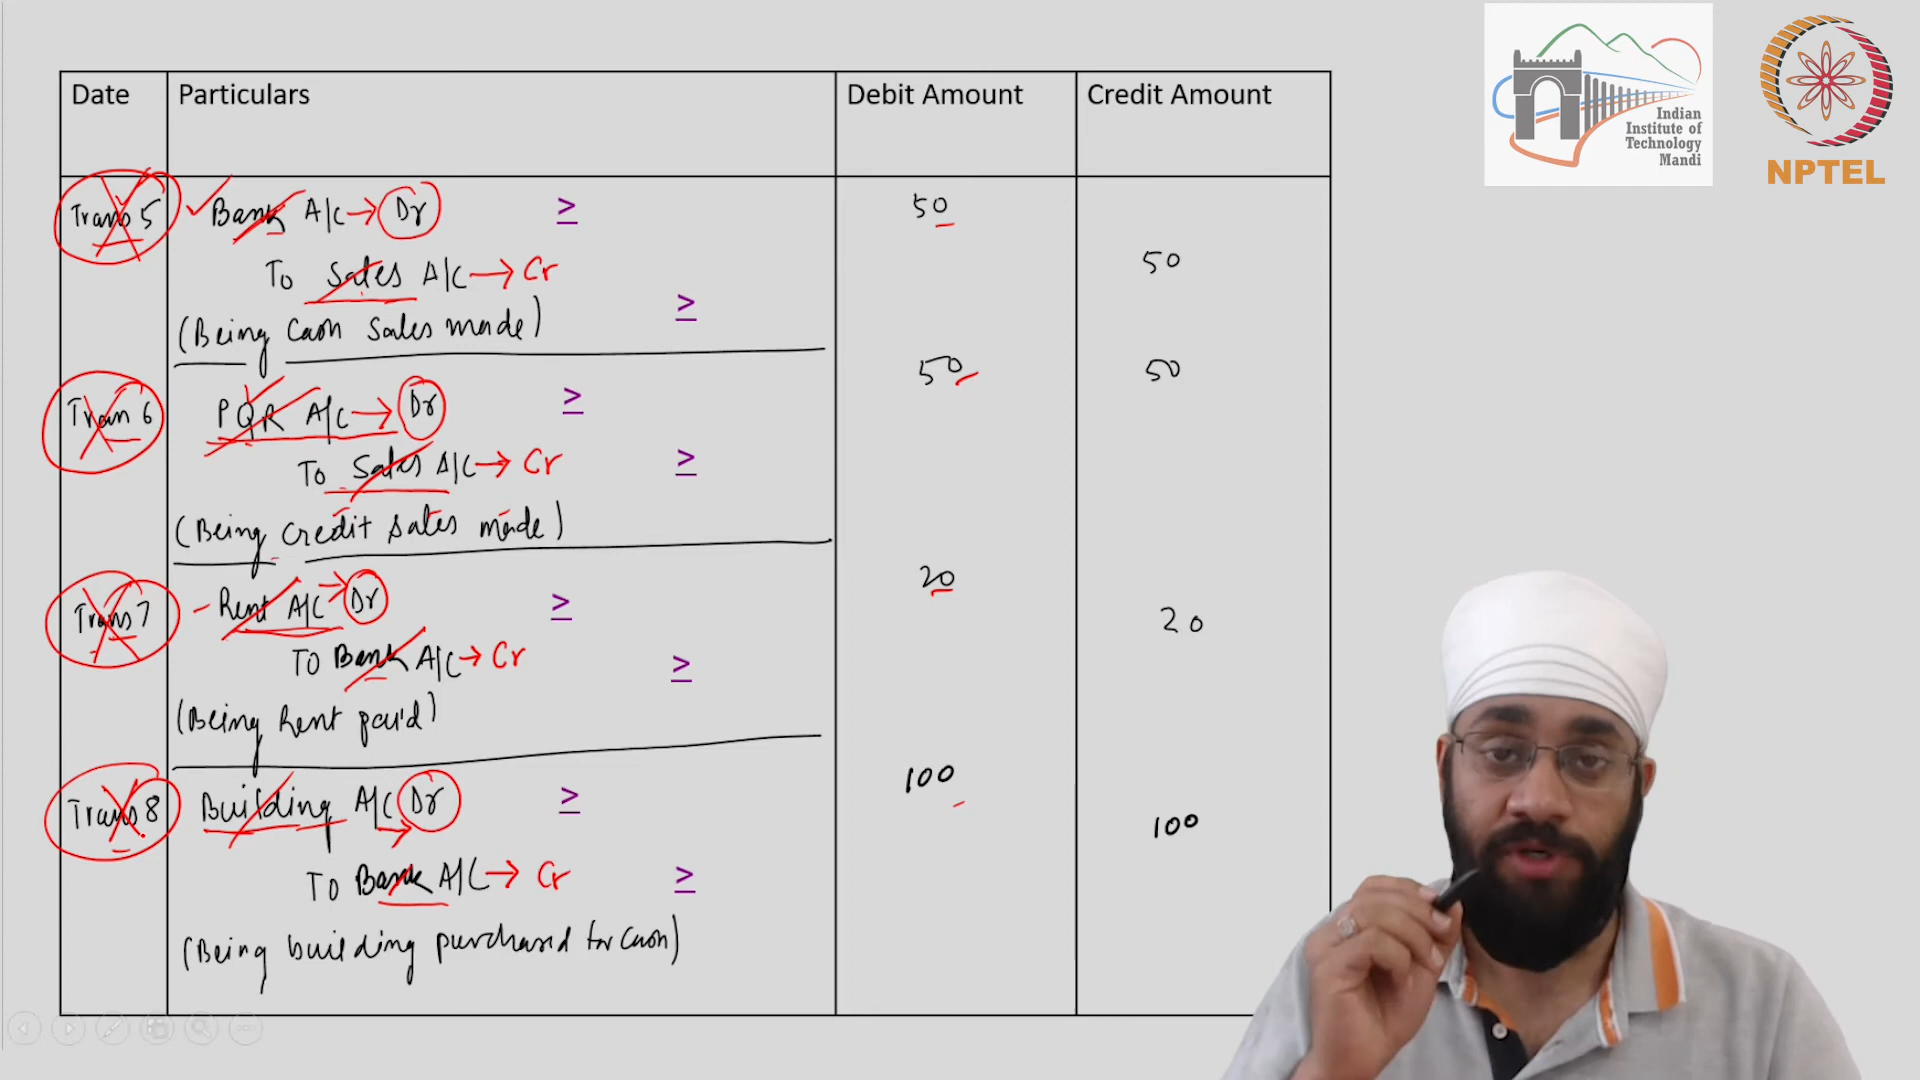 Date Particulars Debit Amount Credit Amount
Trans 5 Bank A/C → Dr ≥ 50
To Sales A/C → Cr ≥ 50
(Being Cash Sales made)
Tran 6 PQR A/C → Dr ≥ 50 50
To Sales A/C → Cr ≥
(Being Credit Sales made)
Trans 7 Rent A/C → Dr ≥ 20
To Bank A/C → Cr ≥ 20
(Being Rent paid)
Trans 8 Building A/C Dr ≥ 100
To Bank A/C → Cr ≥ 100
(Being building purchased for Cash)
Indian
Institute of
Technology
Mandi
NPTEL